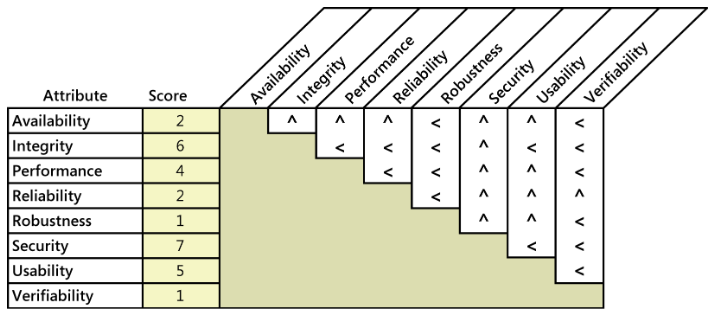 Availability Integrity Performance Reliability Robustness Security Usability Verifiability
Attribute Score
Availability 2 ^ ^ ^ < ^ ^ <
Integrity 6 < < < ^ < <
Performance 4 < < ^ ^ <
Reliability 2 < ^ ^ ^
Robustness 1 ^ ^ <
Security 7 < <
Usability 5 <
Verifiability 1